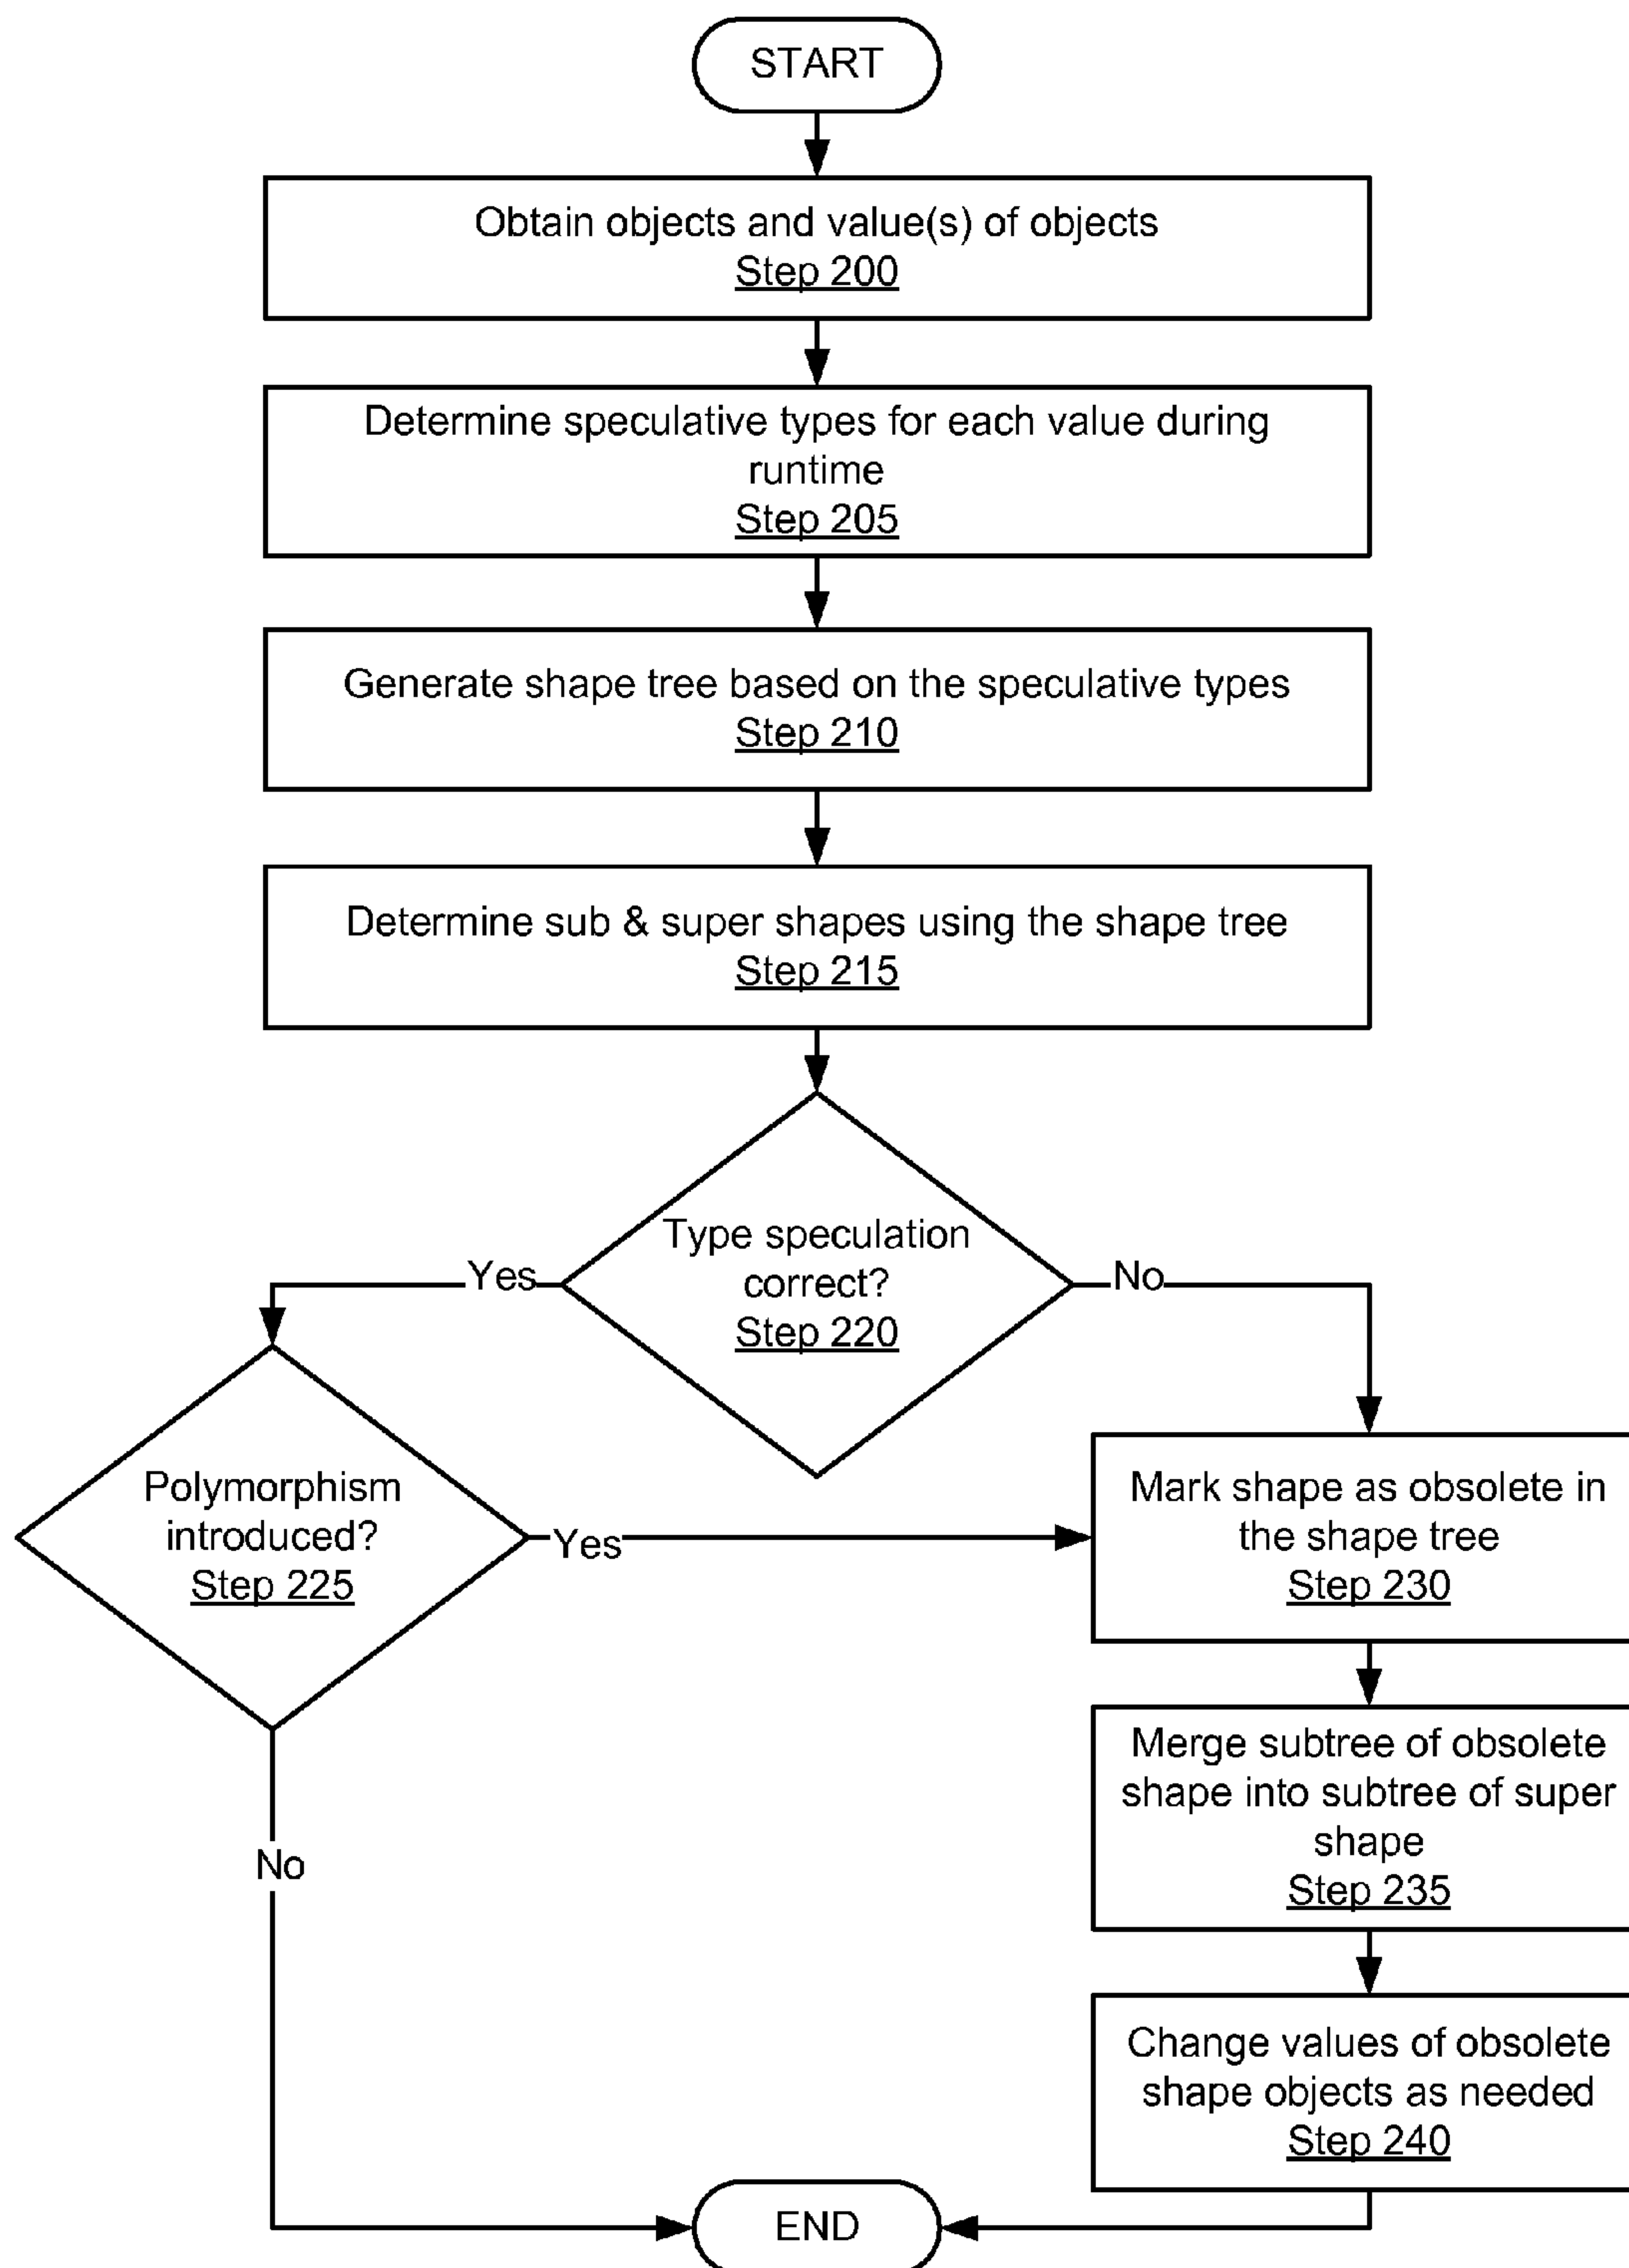 START
Obtain objects and value(s) of objects
Step 200
Determine speculative types for each value during
runtime
Step 205
Generate shape tree based on the speculative types
Step 210
Determine sub & super shapes using the shape tree
Step 215
Type speculation
correct?
Step 220
Yes
No
Polymorphism
introduced?
Step 225
Yes
No
Mark shape as obsolete in
the shape tree
Step 230
Merge subtree of obsolete
shape into subtree of super
shape
Step 235
Change values of obsolete
shape objects as needed
Step 240
END